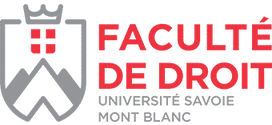 FACULTÉ
DE DROIT
UNIVERSITÉ SAVOIE
MONT BLANC